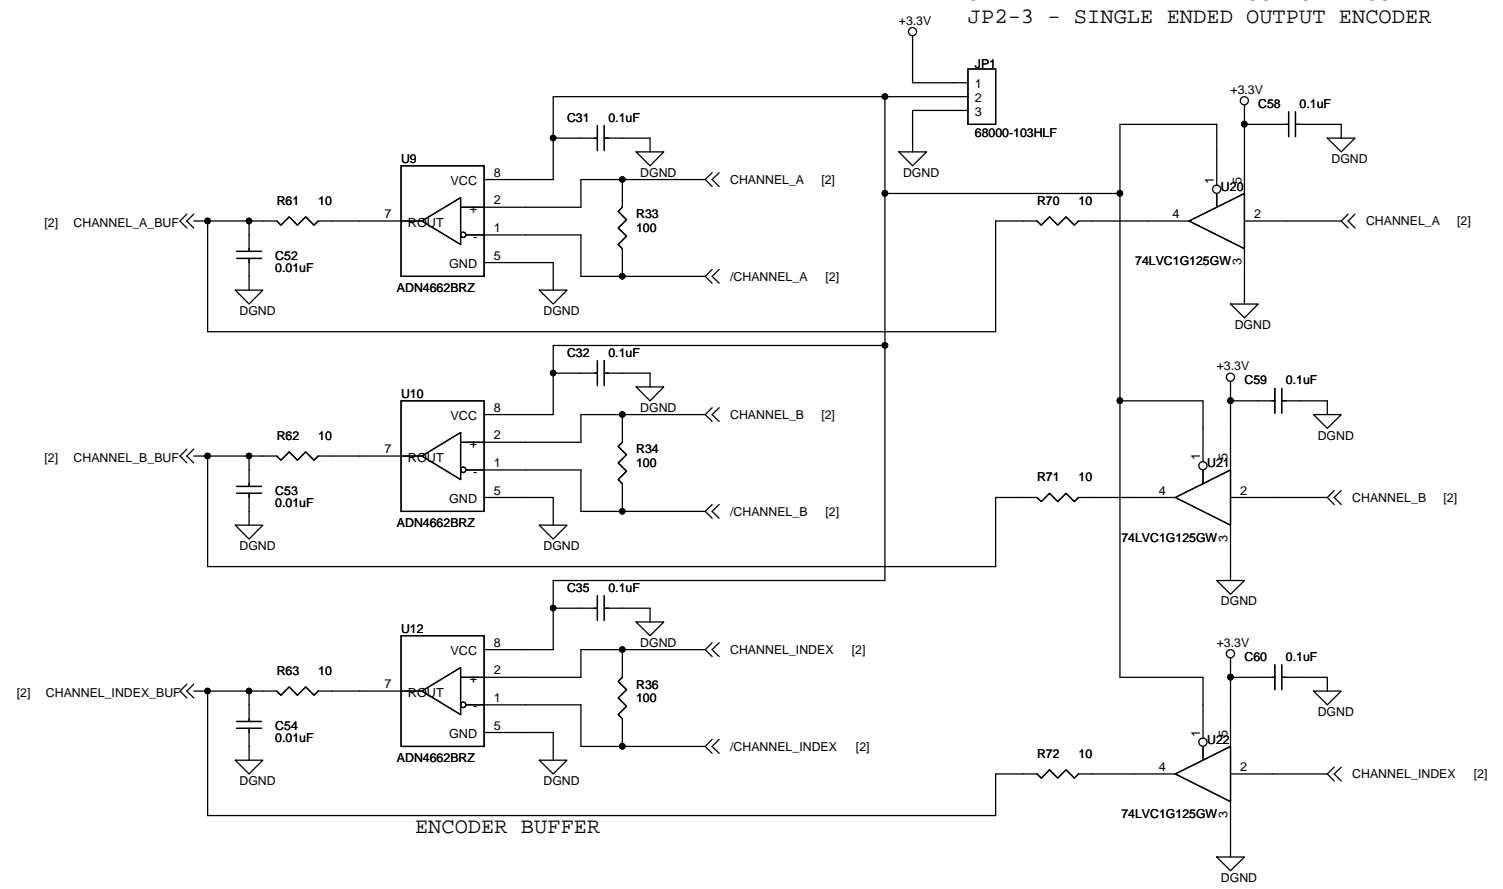 JP2-3 - SINGLE ENDED OUTPUT ENCODER
+3.3V
JP1
1
2
3
68000-103HLF
DGND
+3.3V
C58 0.1uF
DGND
C31 0.1uF
DGND
U9
VCC 8
2
+
1
-
5
GND
7
ROUT
ADN4662BRZ
DGND
R61 10
[2] CHANNEL_A_BUF
C52
0.01uF
DGND
CHANNEL_A [2]
R33
100
/CHANNEL_A [2]
R70 10
1
U20
5
4
2
3
74LVC1G125GW
CHANNEL_A [2]
DGND
C32 0.1uF
DGND
U10
VCC 8
2
+
1
-
5
GND
7
ROUT
ADN4662BRZ
DGND
R62 10
[2] CHANNEL_B_BUF
C53
0.01uF
DGND
CHANNEL_B [2]
R34
100
/CHANNEL_B [2]
+3.3V
C59 0.1uF
DGND
R71 10
1
U21
5
4
2
3
74LVC1G125GW
CHANNEL_B [2]
DGND
C35 0.1uF
DGND
U12
VCC 8
2
+
1
-
5
GND
7
ROUT
ADN4662BRZ
DGND
R63 10
[2] CHANNEL_INDEX_BUF
C54
0.01uF
DGND
CHANNEL_INDEX [2]
R36
100
/CHANNEL_INDEX [2]
+3.3V
C60 0.1uF
DGND
R72 10
1
U22
5
4
2
3
74LVC1G125GW
CHANNEL_INDEX [2]
DGND
ENCODER BUFFER